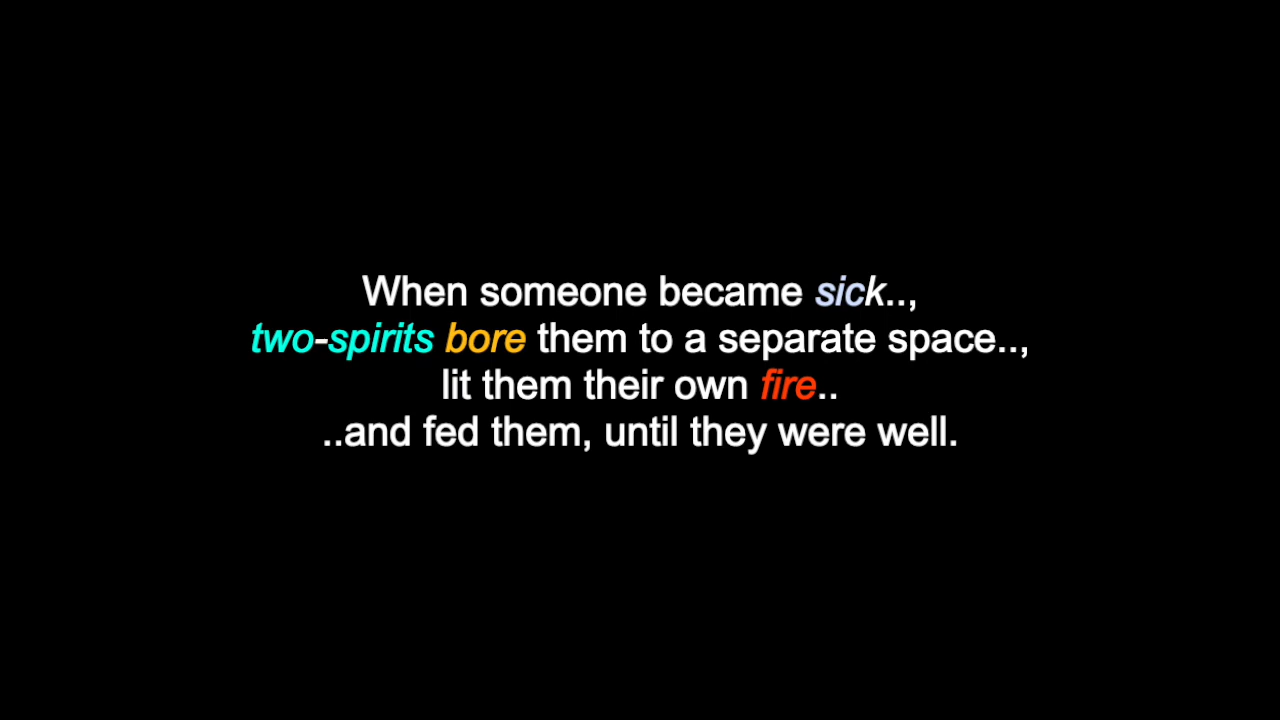 When someone became sick..,
two-spirits bore them to a separate space..,
lit them their own fire..
..and fed them, until they were well.